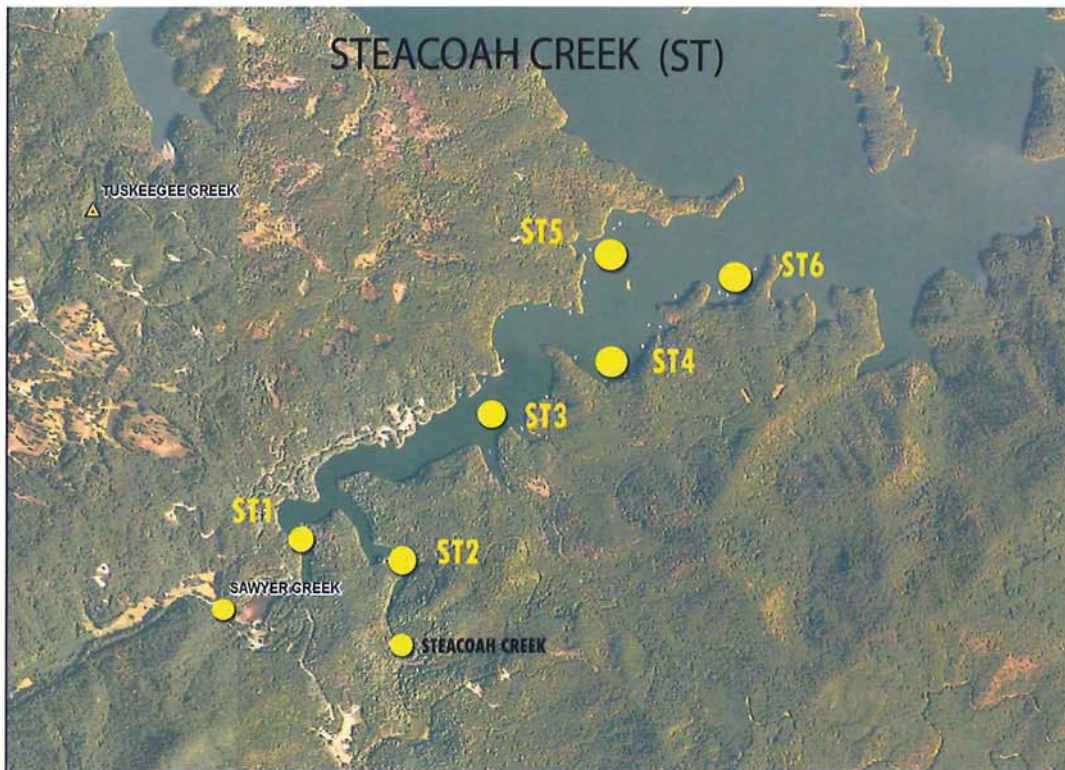 STEACOAH CREEK (ST)
TUSKEEGEE CREEK
ST5
ST6
ST4
ST3
ST1
ST2
SAWYER CREEK
STEACOAH CREEK